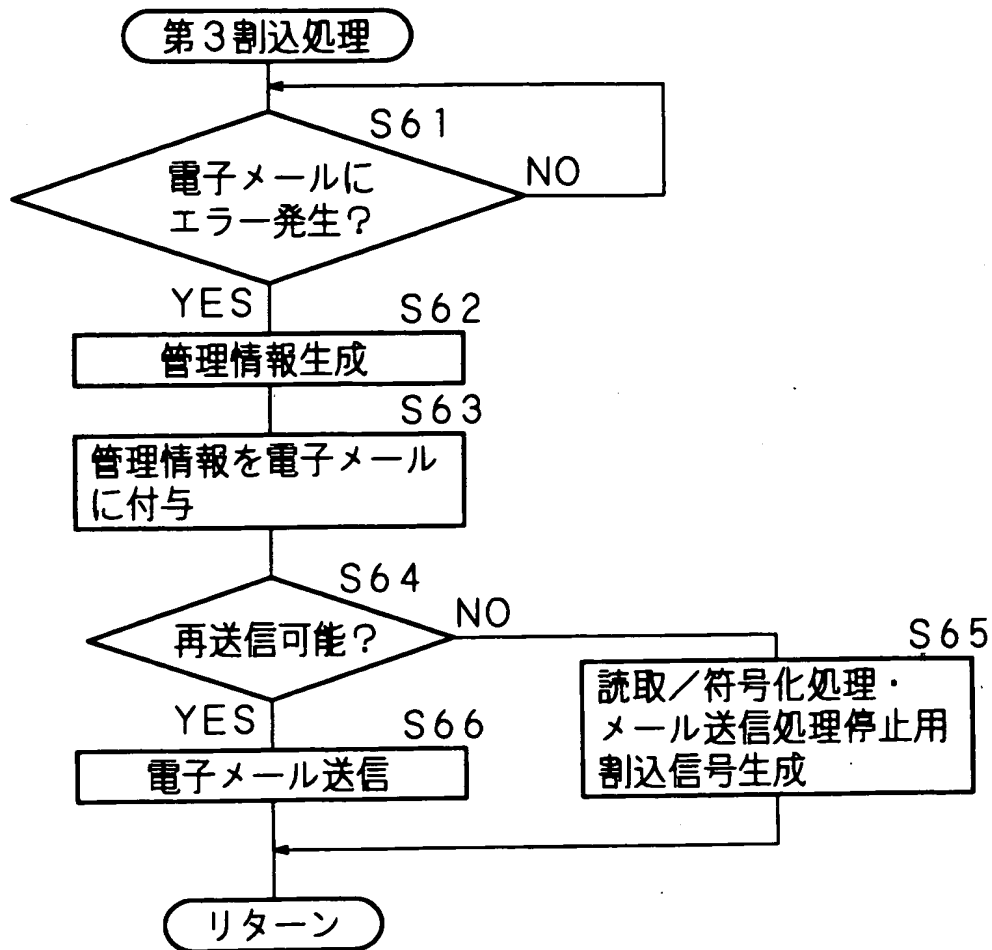 第3割込処理
S61
電子メールに
エラー発生?
NO
YES
S62
管理情報生成
S63
管理情報を電子メール
に付与
S64
再送信可能?
NO
S65
読取/符号化処理・
メール送信処理停止用
割込信号生成
YES
S66
電子メール送信
リターン